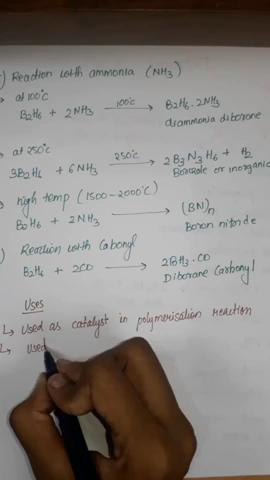 ) Reaction with ammonia (NH3)
→ at 100°C
B2H6 + 2NH3 —100°C→ B2H6.2NH3
diammonia diborane
→ at 250°C
3B2H6 + 6NH3 —250°C→ 2B3N3H6 + H2
or inorganic
→ high temp (1500-2000°C)
B2H6 + 2NH3 → (BN)n
Boron nitride
) Reaction with Carbonyl
B2H6 + 2CO → 2BH3.CO
Diborane Carbonyl
Uses
↳ Used as catalyst in polymerisation reaction
↳ Used